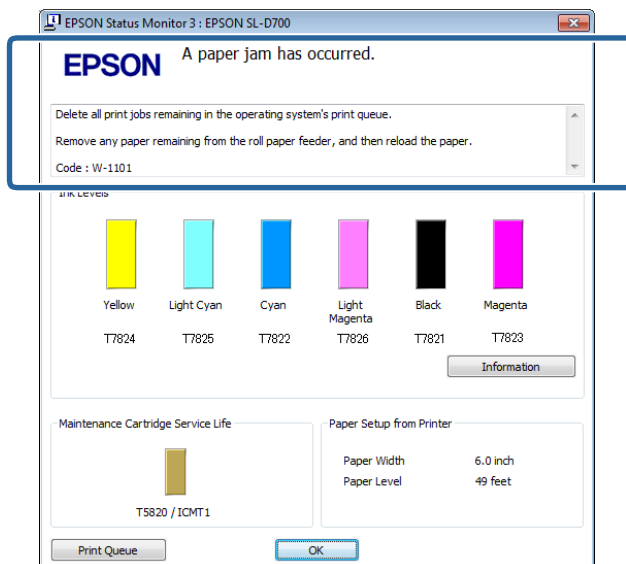 EPSON Status Monitor 3 : EPSON SL-D700
EPSON
A paper jam has occurred.
Delete all print jobs remaining in the operating system's print queue.
Remove any paper remaining from the roll paper feeder, and then reload the paper.
Code : W-1101
Ink Levels
Yellow Light Cyan Cyan Light Magenta Black Magenta
T7824 T7825 T7822 T7826 T7821 T7823
Information
Maintenance Cartridge Service Life
T5820 / ICMT1
Paper Setup from Printer
Paper Width 6.0 inch
Paper Level 49 feet
Print Queue OK